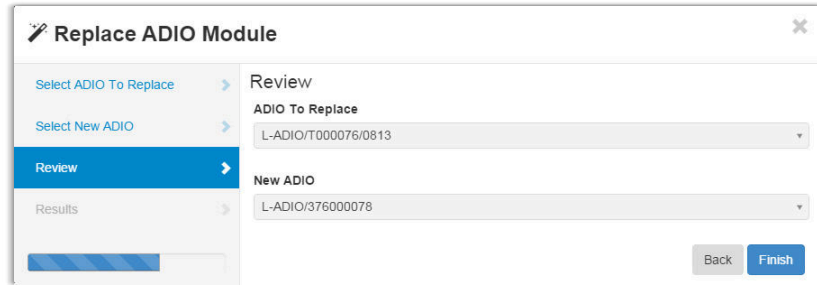 Replace ADIO Module
Select ADIO To Replace
Select New ADIO
Review
Results
Review
ADIO To Replace
L-ADIO/T000076/0813
New ADIO
L-ADIO/376000078
Back
Finish